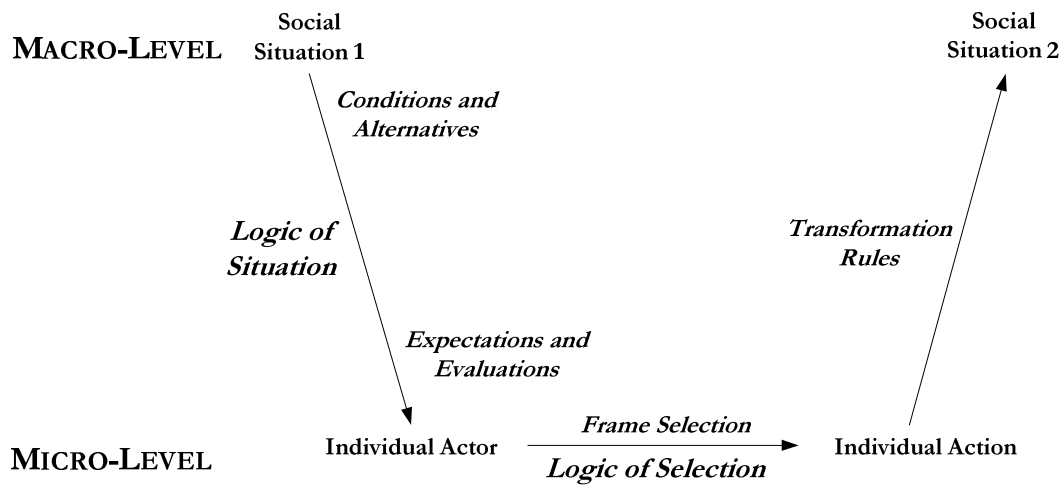 Social
MACRO-LEVEL Situation 1
Social
Situation 2
Conditions and
Alternatives
Logic of
Situation
Transformation
Rules
Expectations and
Evaluations
Frame Selection
Individual Actor
Individual Action
MICRO-LEVEL
Logic of Selection